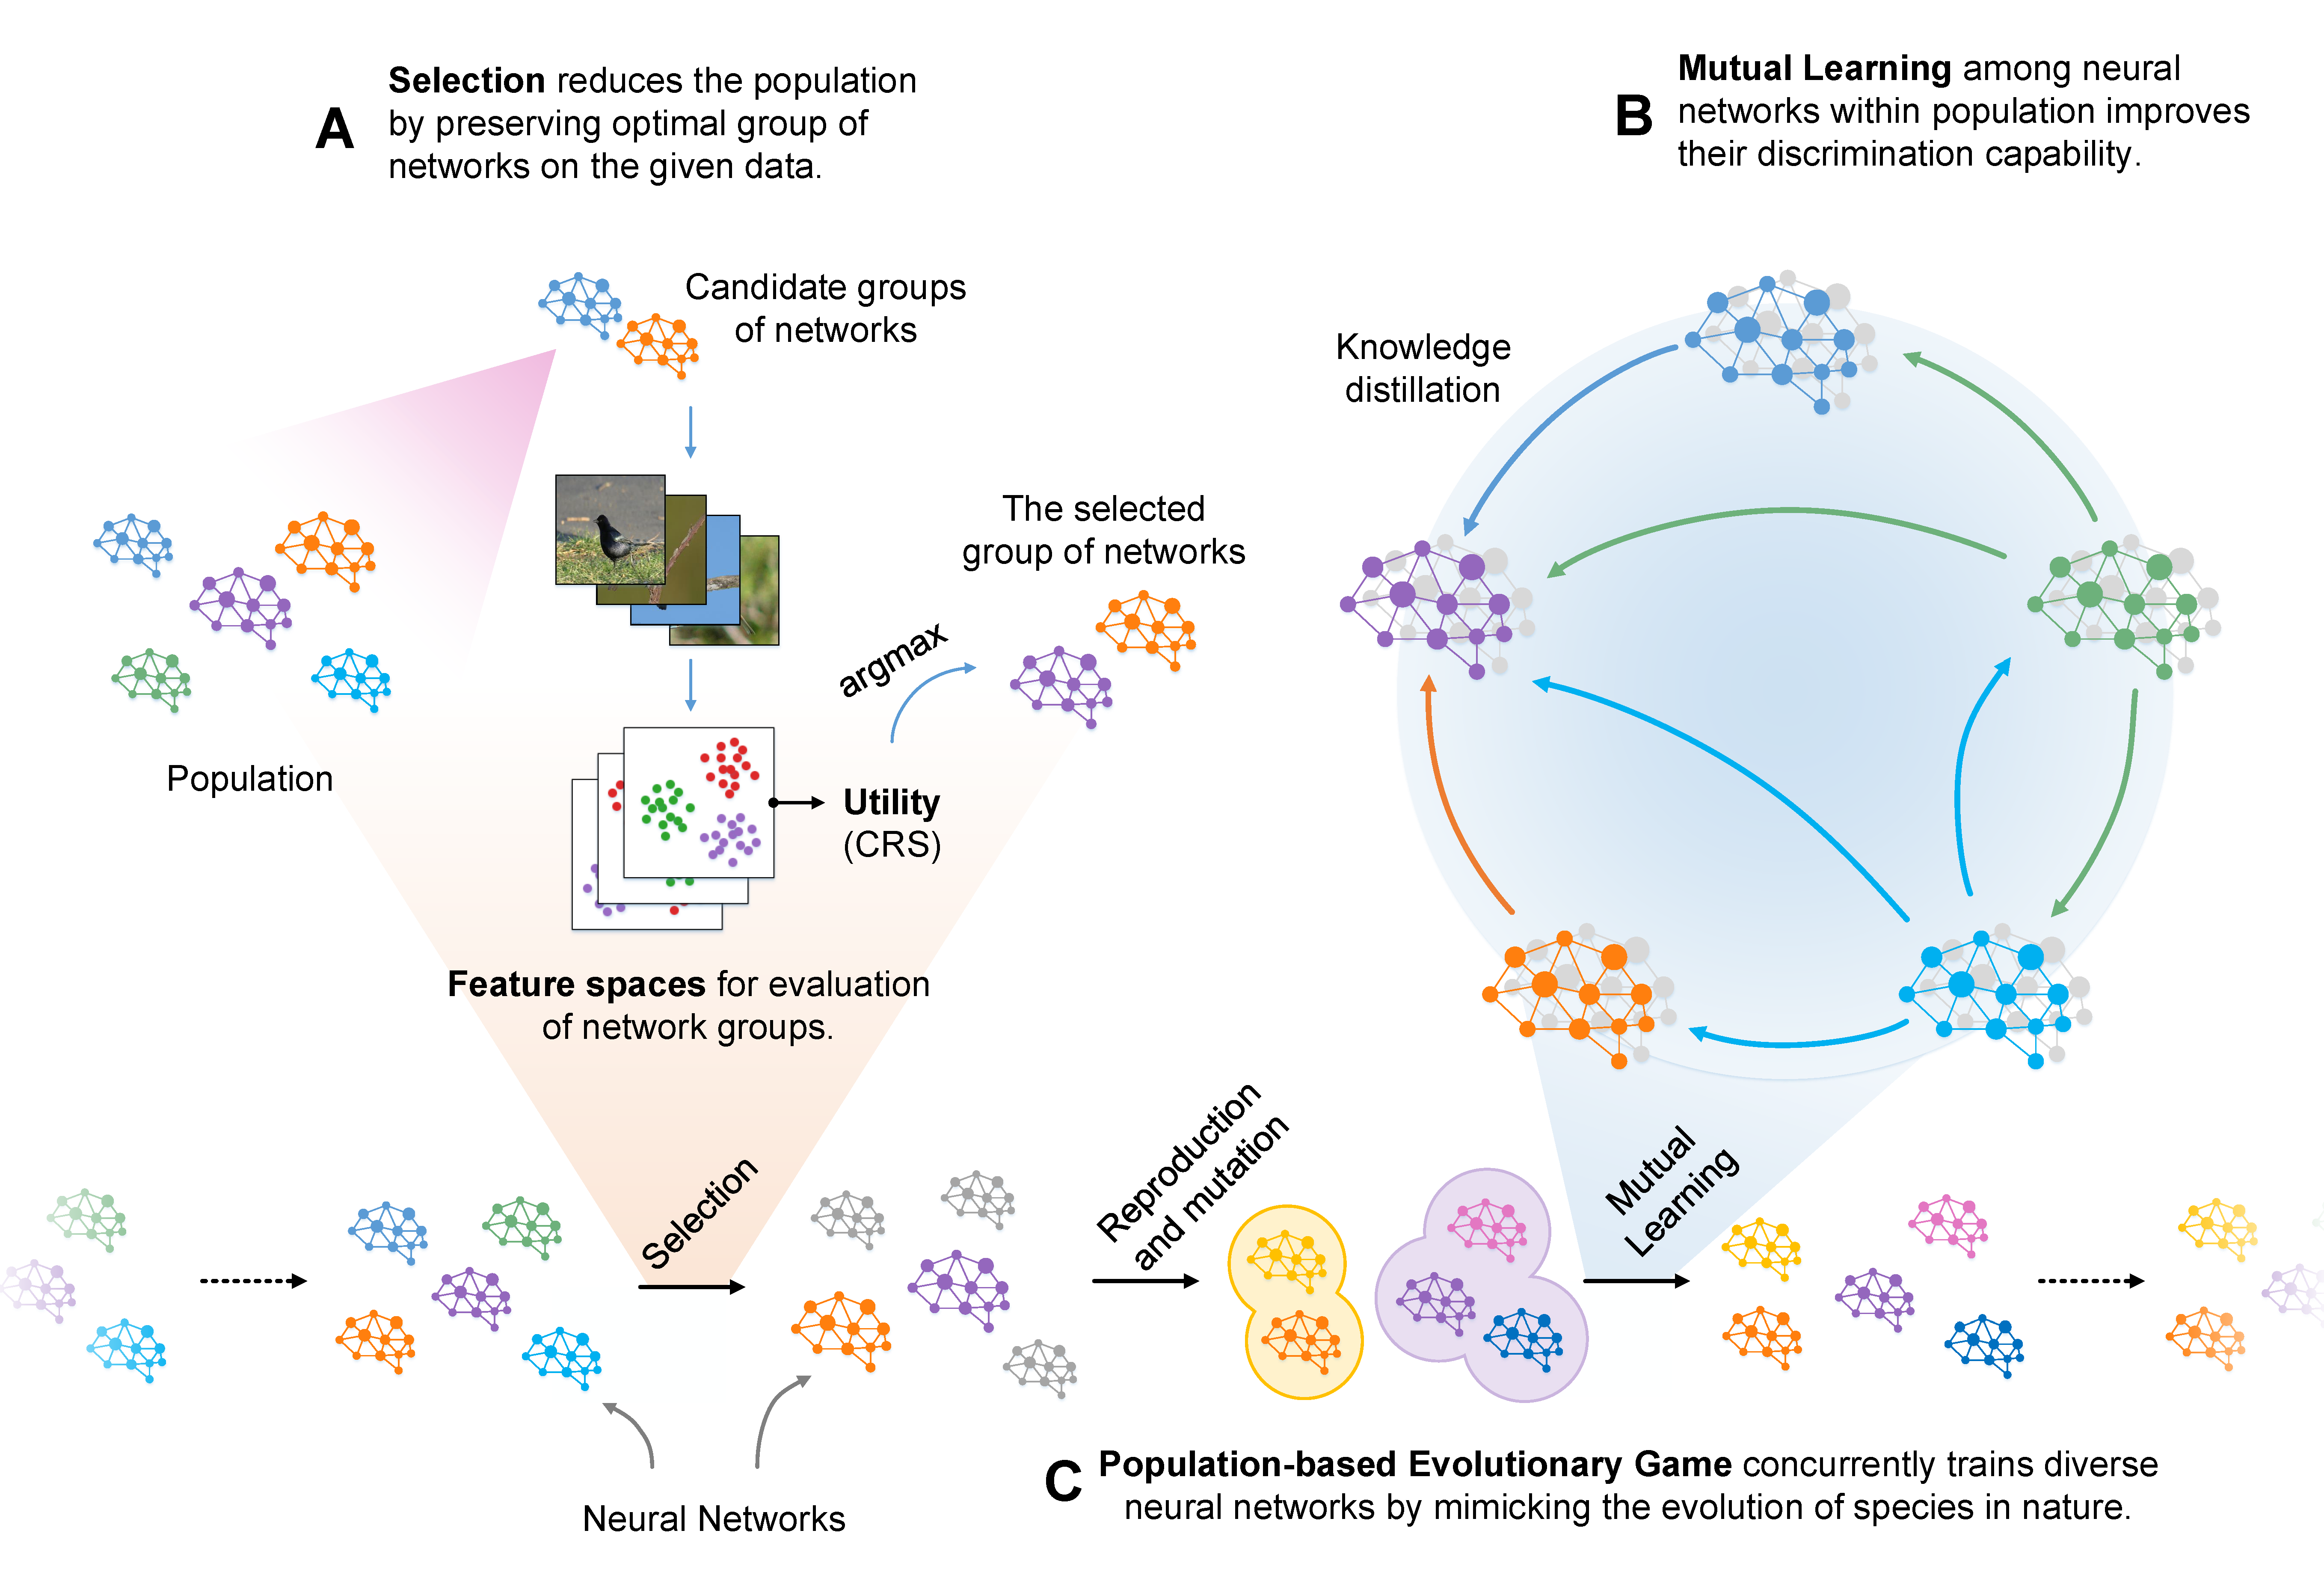 A
Selection reduces the population
by preserving optimal group of
networks on the given data.
Candidate groups
of networks
The selected
group of networks
argmax
Population
Utility
(CRS)
Feature spaces for evaluation
of network groups.
B
Mutual Learning among neural
networks within population improves
their discrimination capability.
Knowledge
distillation
Selection
Reproduction
and mutation
Mutual
Learning
Neural Networks
C
Population-based Evolutionary Game concurrently trains diverse
neural networks by mimicking the evolution of species in nature.